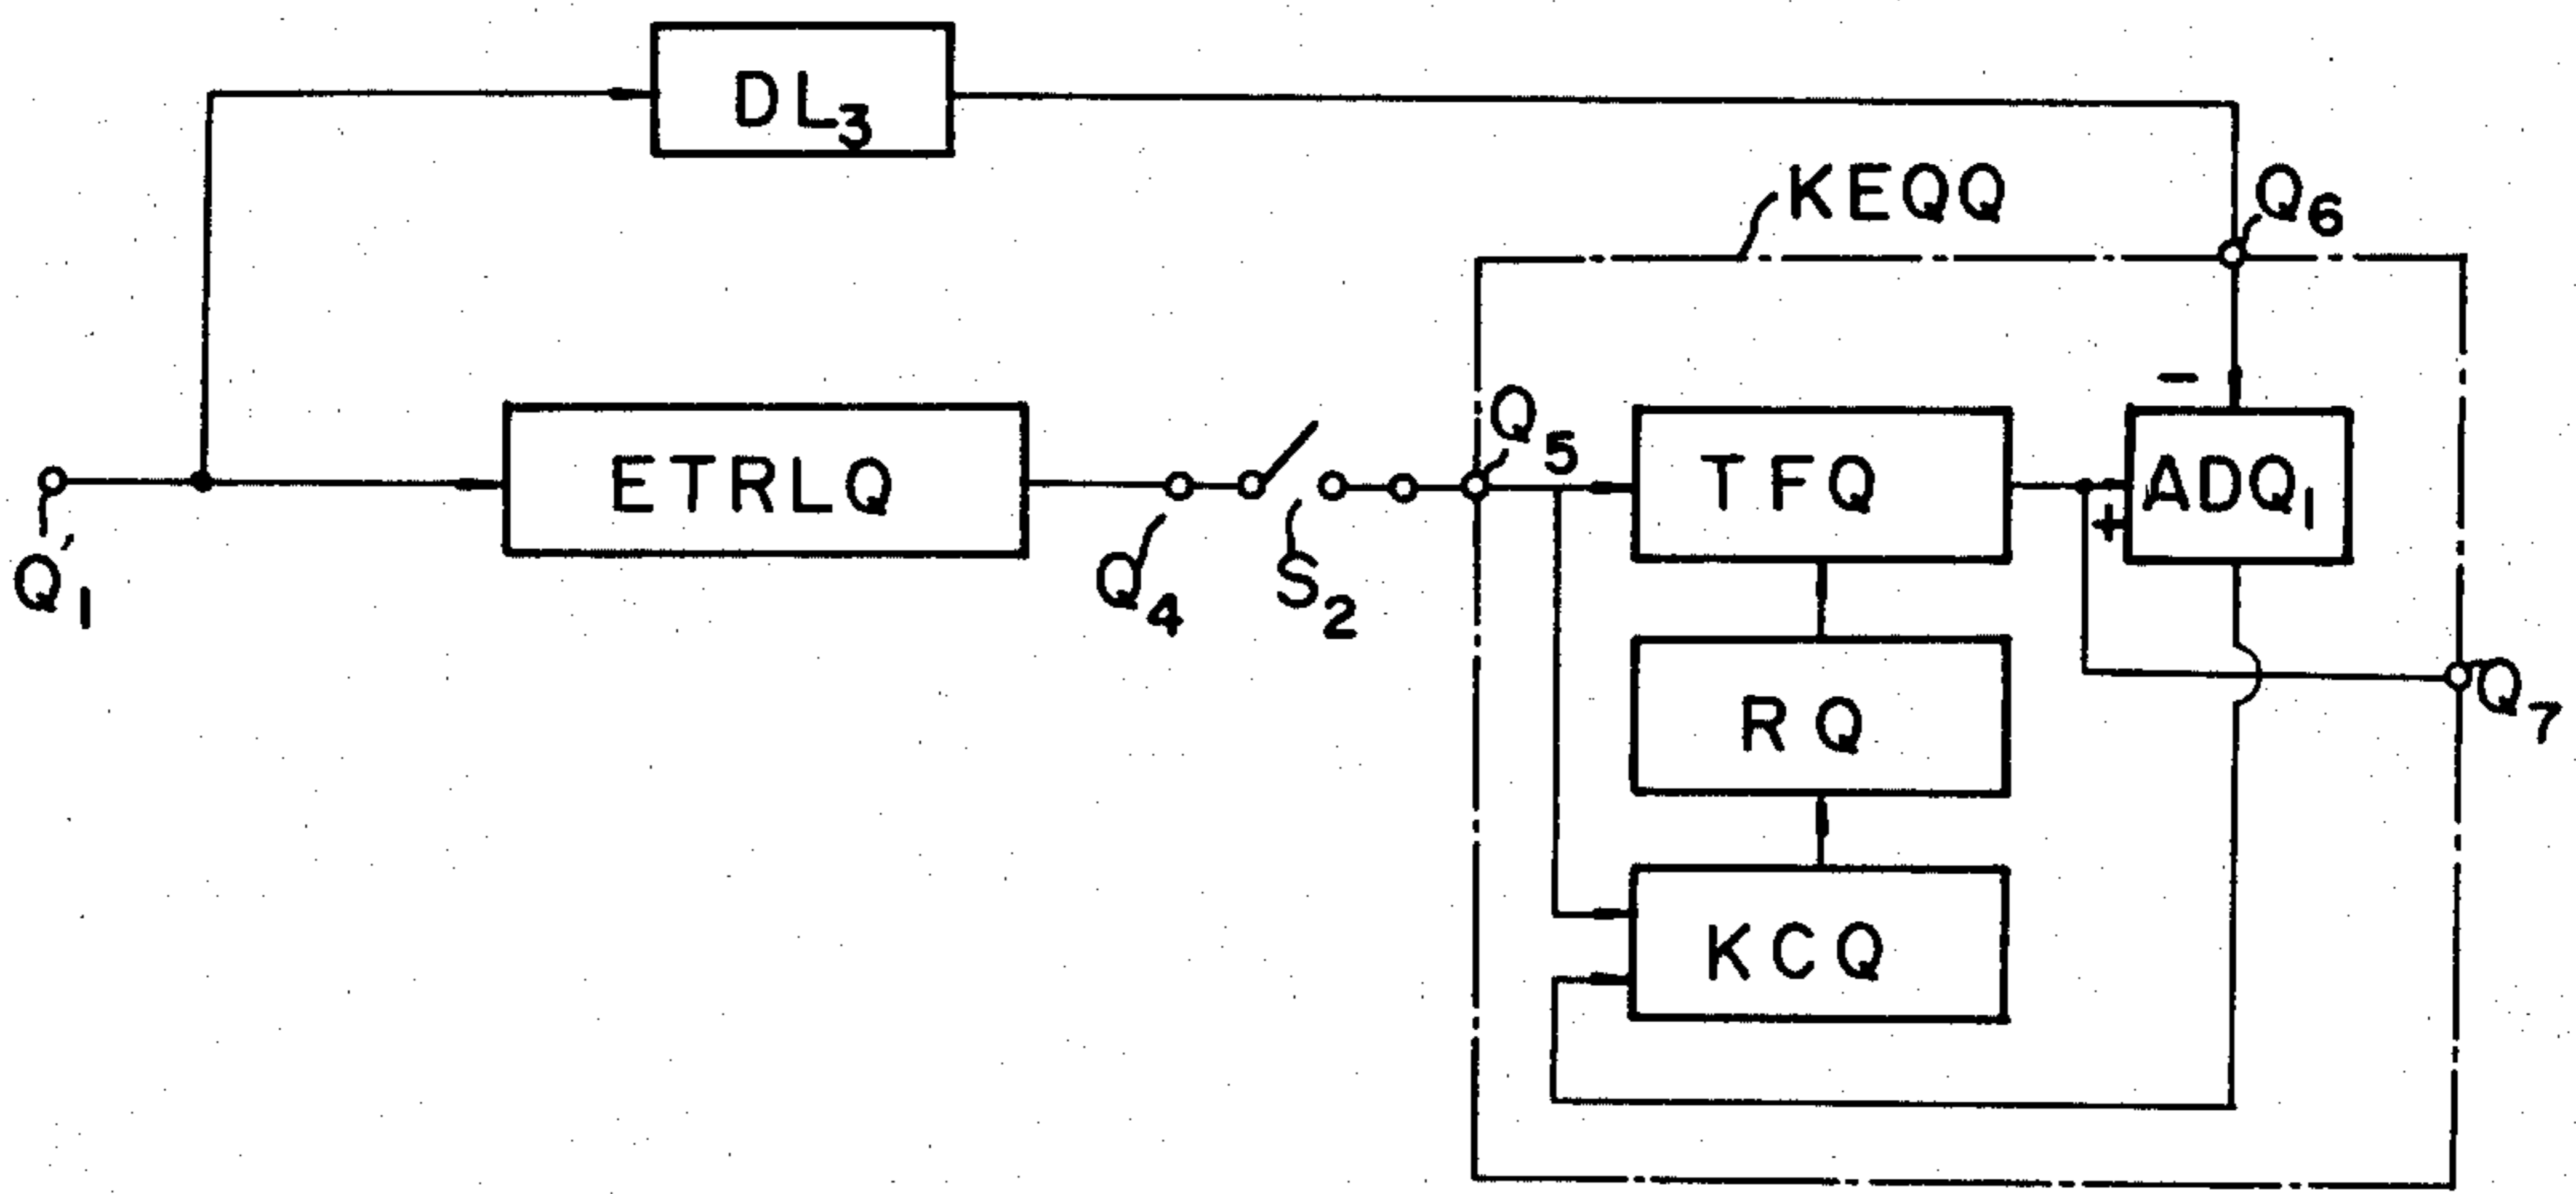 DL₃
KEQQ
Q₆
Q₅
−
ETRLQ
TFQ
ADQ₁
+
Q'₁
Q₄
S₂
RQ
Q₇
KCQ